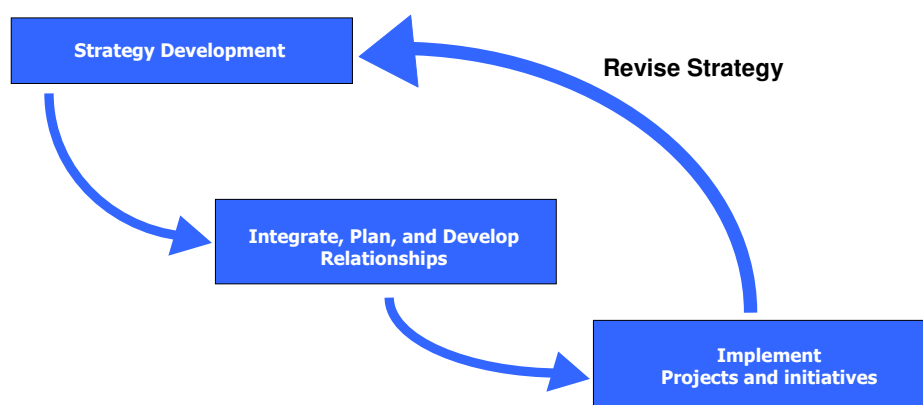 Strategy Development
Revise Strategy
Integrate, Plan, and Develop
Relationships
Implement
Projects and initiatives